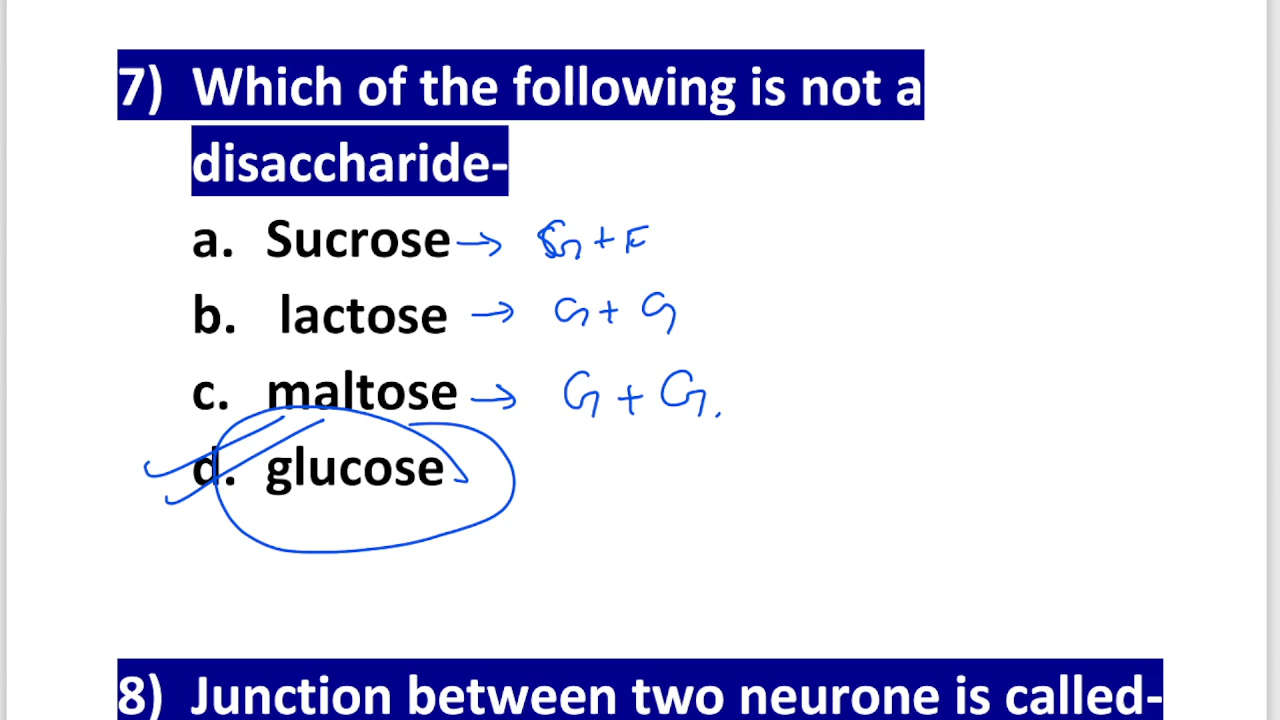 7) Which of the following is not a
disaccharide-
a. Sucrose → G + F
b. lactose → G + G
c. maltose → G + G.
d. glucose
8) Junction between two neurone is called-